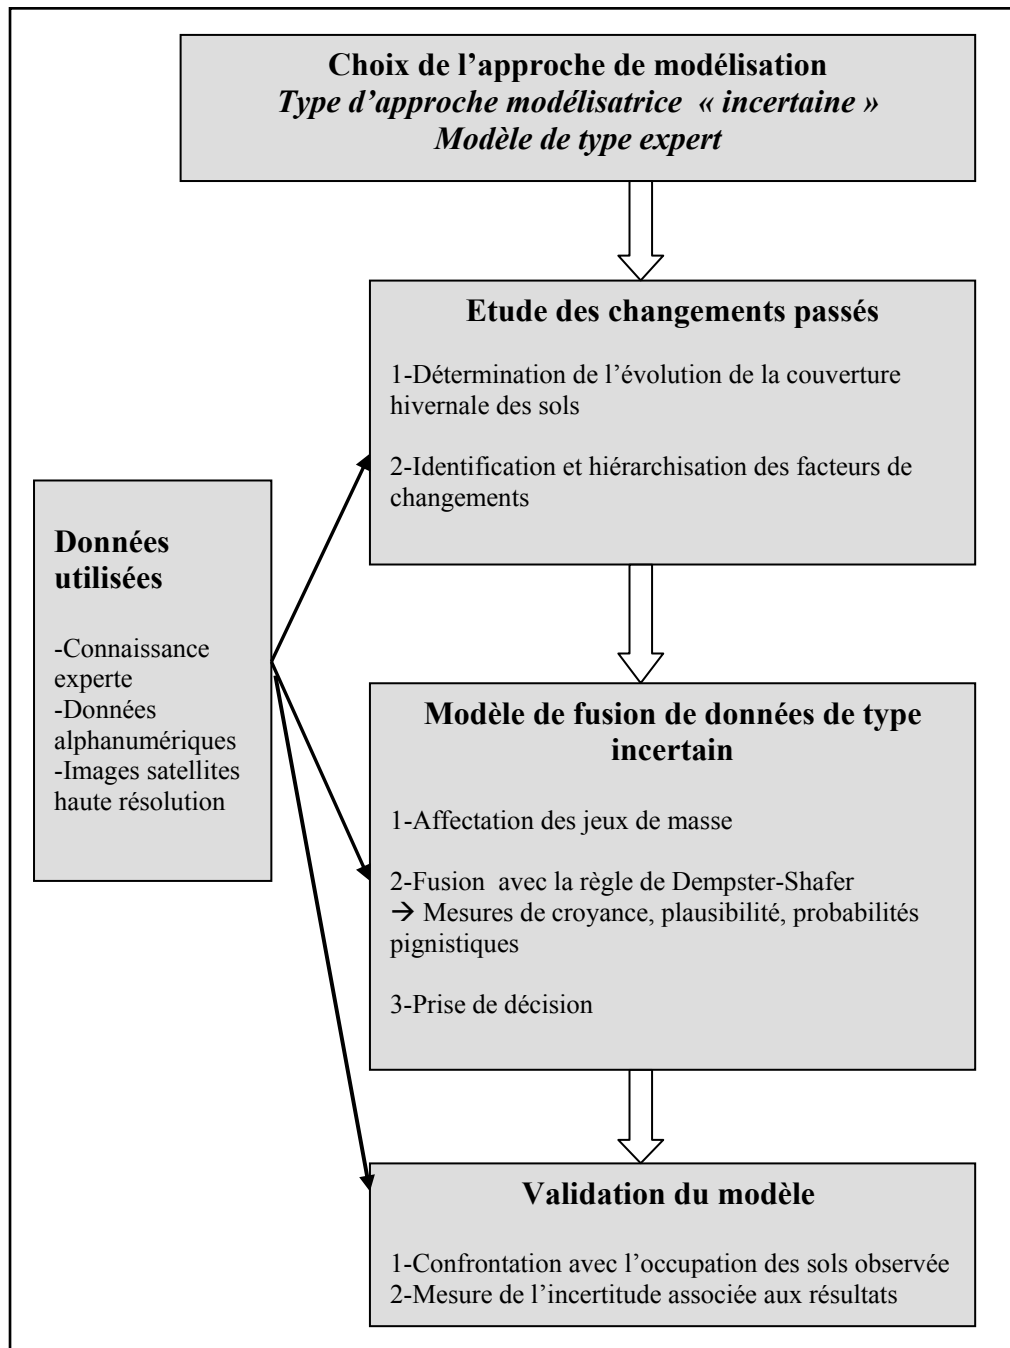 Choix de l’approche de modélisation
Type d’approche modélisatrice « incertaine »
Modèle de type expert
Etude des changements passés
1-Détermination de l’évolution de la couverture
hivernale des sols
2-Identification et hiérarchisation des facteurs de
changements
Données
utilisées
-Connaissance
experte
-Données
alphanumériques
-Images satellites
haute résolution
Modèle de fusion de données de type
incertain
1-Affectation des jeux de masse
2-Fusion avec la règle de Dempster-Shafer
→ Mesures de croyance, plausibilité, probabilités
pignistiques
3-Prise de décision
Validation du modèle
1-Confrontation avec l’occupation des sols observée
2-Mesure de l’incertitude associée aux résultats